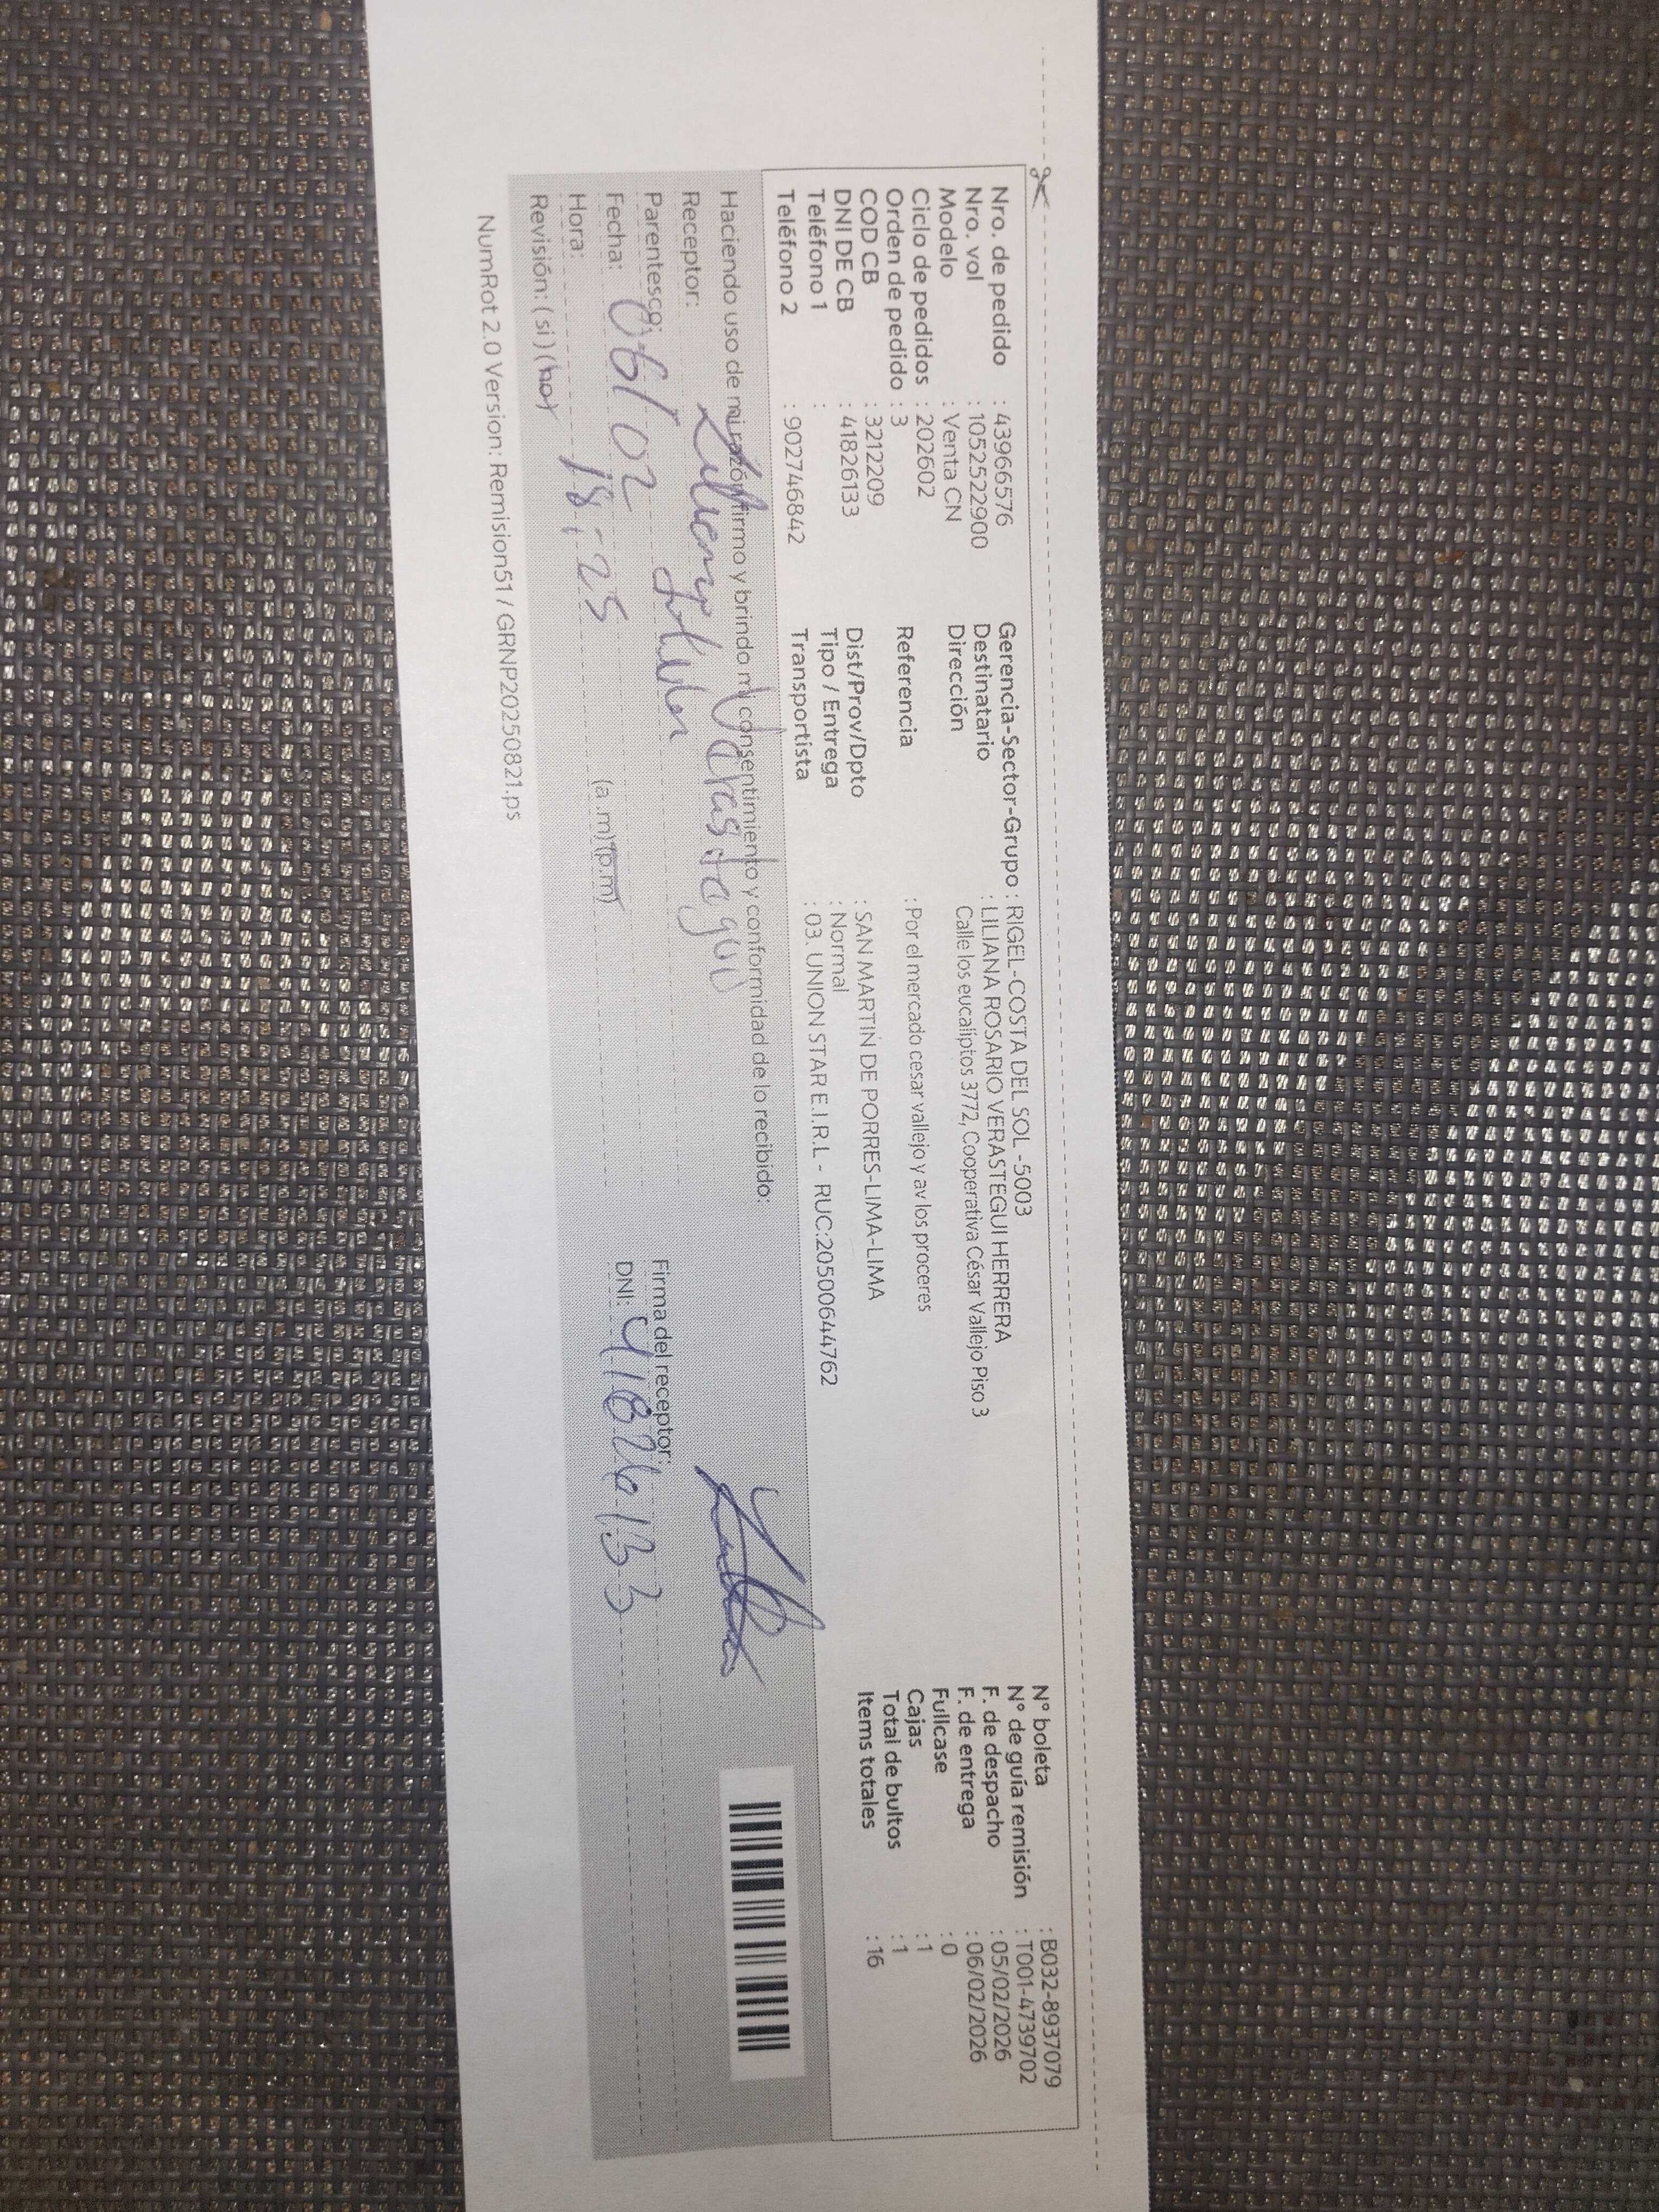 Nro. de pedido : 43966576
Nro. vol : 1052522900
Modelo : Venta CN
Ciclo de pedidos : 202602
Orden de pedido : 3
COD CB : 3212209
DNI DE CB : 41826133
Teléfono 1 :
Teléfono 2 : 902746842
Gerencia-Sector-Grupo : RIGEL-COSTA DEL SOL -5003
Destinatario : LILIANA ROSARIO VERASTEGUI HERRERA
Dirección Calle los eucaliptos 3772, Cooperativa César Vallejo Piso 3
Referencia : Por el mercado cesar vallejo y av los proceres
Dist/Prov/Dpto : SAN MARTIN DE PORRES-LIMA-LIMA
Tipo / Entrega : Normal
Transportista : 03. UNION STAR E.I.R.L - RUC:20500644762
N° boleta : B032-8937079
N° de guía remisión : T001-4739702
F. de despacho : 05/02/2026
F. de entrega : 06/02/2026
Fullcase : 0
Cajas : 1
Total de bultos : 1
Items totales : 16
Haciendo uso de mi razón firmo y brindo mi consentimiento y conformidad de lo recibido:
Receptor: Verastegui
Parentesco: titular
Fecha: 06/02
Hora: 18:25 (a.m) (p.m)
Revisión: (si) (no)
Firma del receptor:
DNI: 41826133
NumRot 2.0 Version: Remision51 / GRNP20250821.ps